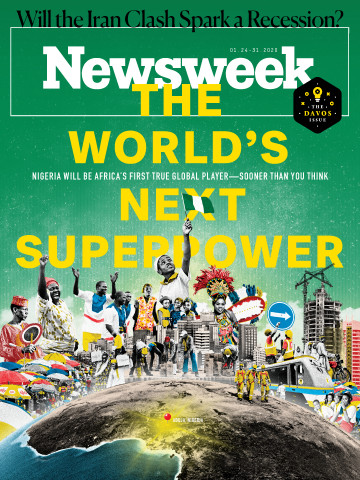 Will the Iran Clash Spark a Recession?
01.24-31.2020
Newsweek
THE
DAVOS
ISSUE
THE
WORLD'S
NIGERIA WILL BE AFRICA'S FIRST TRUE GLOBAL PLAYER—SOONER THAN YOU THINK
NEXT
SUPERPOWER